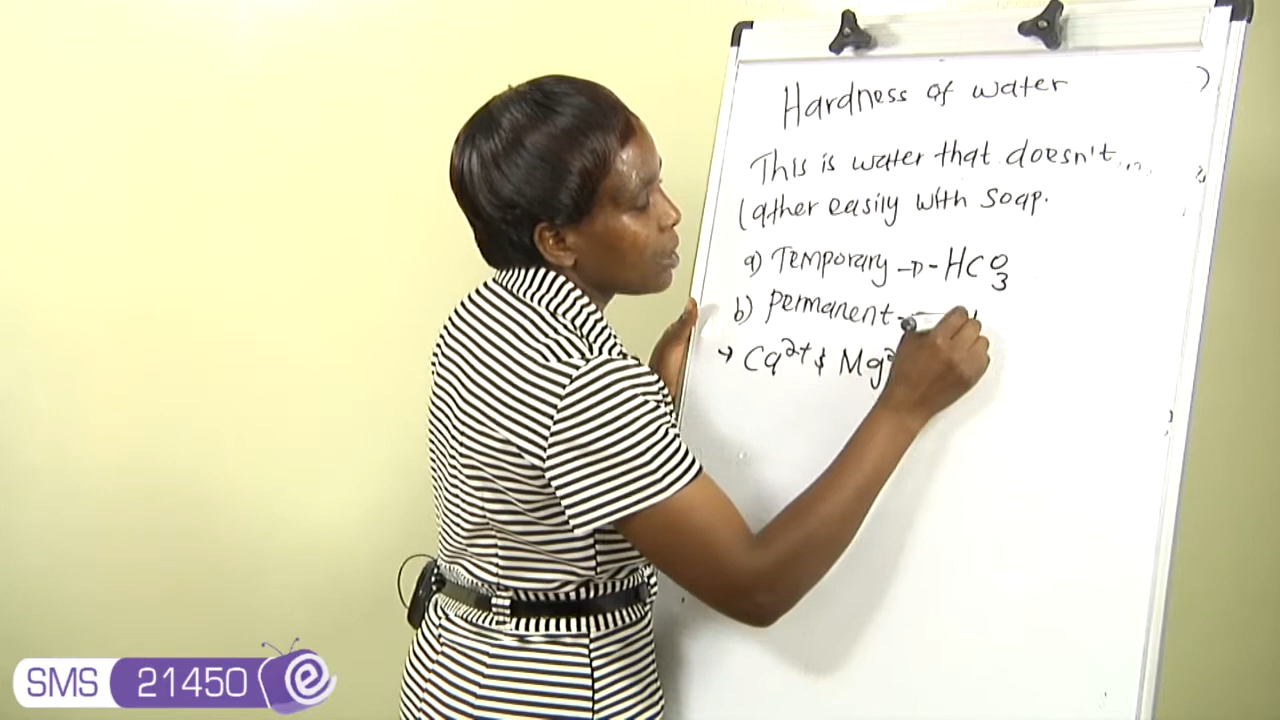 Hardness of water
This is water that doesn't...
lather easily with soap.
a) Temporary → - HCO3
b) permanent -
→ Ca2+ & Mg2
SMS 21450 e